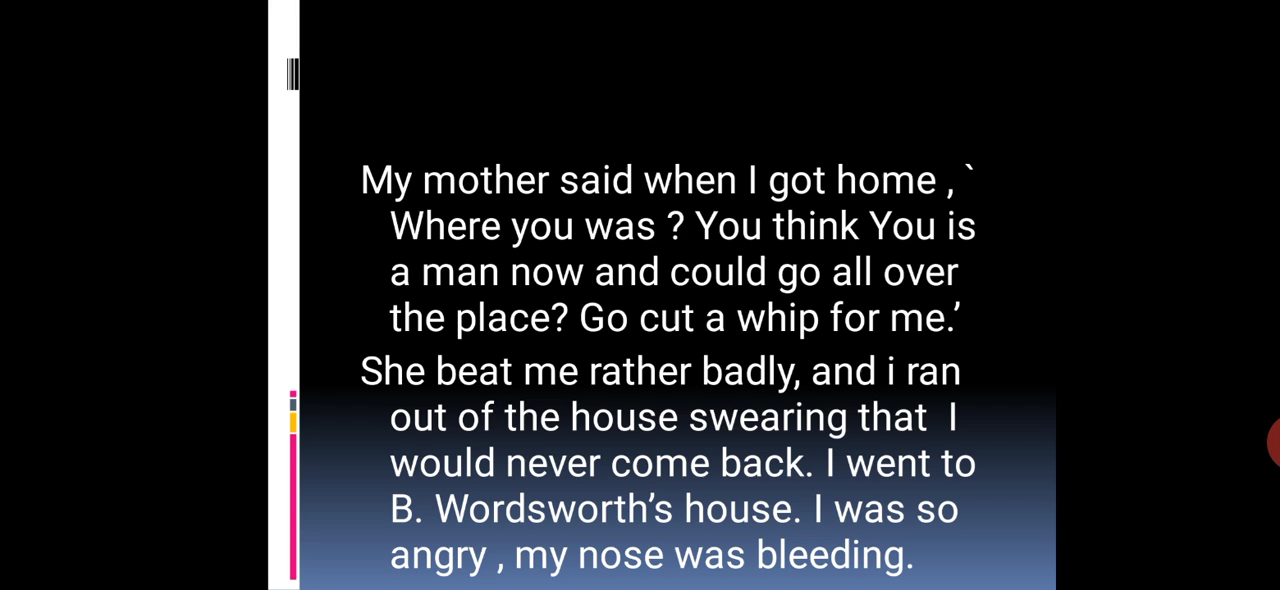 My mother said when I got home , `
Where you was ? You think You is
a man now and could go all over
the place? Go cut a whip for me.’
She beat me rather badly, and i ran
out of the house swearing that  I
would never come back. I went to
B. Wordsworth’s house. I was so
angry , my nose was bleeding.